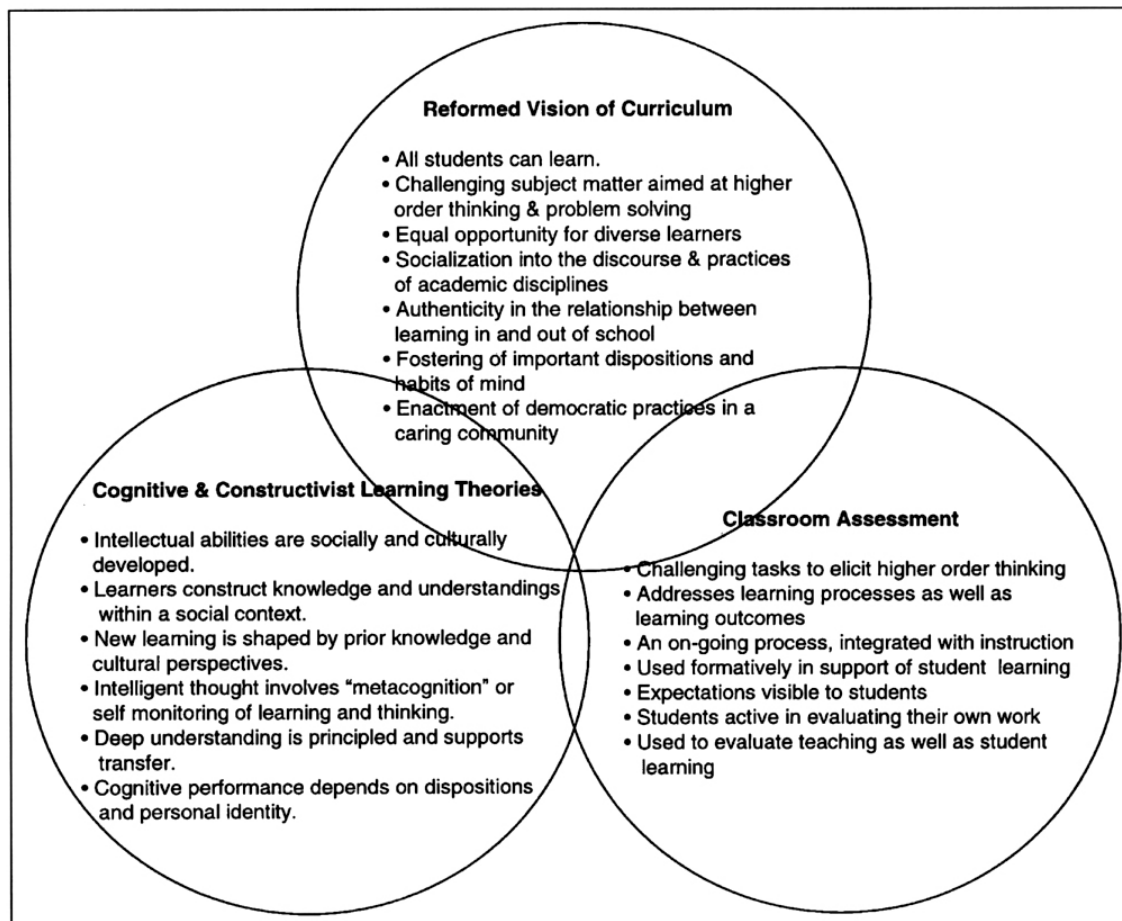 Reformed Vision of Curriculum
• All students can learn.
• Challenging subject matter aimed at higher
order thinking & problem solving
• Equal opportunity for diverse learners
• Socialization into the discourse & practices
of academic disciplines
• Authenticity in the relationship between
learning in and out of school
• Fostering of important dispositions and
habits of mind
• Enactment of democratic practices in a
caring community
Cognitive & Constructivist Learning Theories
• Intellectual abilities are socially and culturally
developed.
• Learners construct knowledge and understandings
within a social context.
• New learning is shaped by prior knowledge and
cultural perspectives.
• Intelligent thought involves "metacognition" or
self monitoring of learning and thinking.
• Deep understanding is principled and supports
transfer.
• Cognitive performance depends on dispositions
and personal identity.
Classroom Assessment
• Challenging tasks to elicit higher order thinking
• Addresses learning processes as well as
learning outcomes
• An on-going process, integrated with instruction
• Used formatively in support of student learning
• Expectations visible to students
• Students active in evaluating their own work
• Used to evaluate teaching as well as student
learning